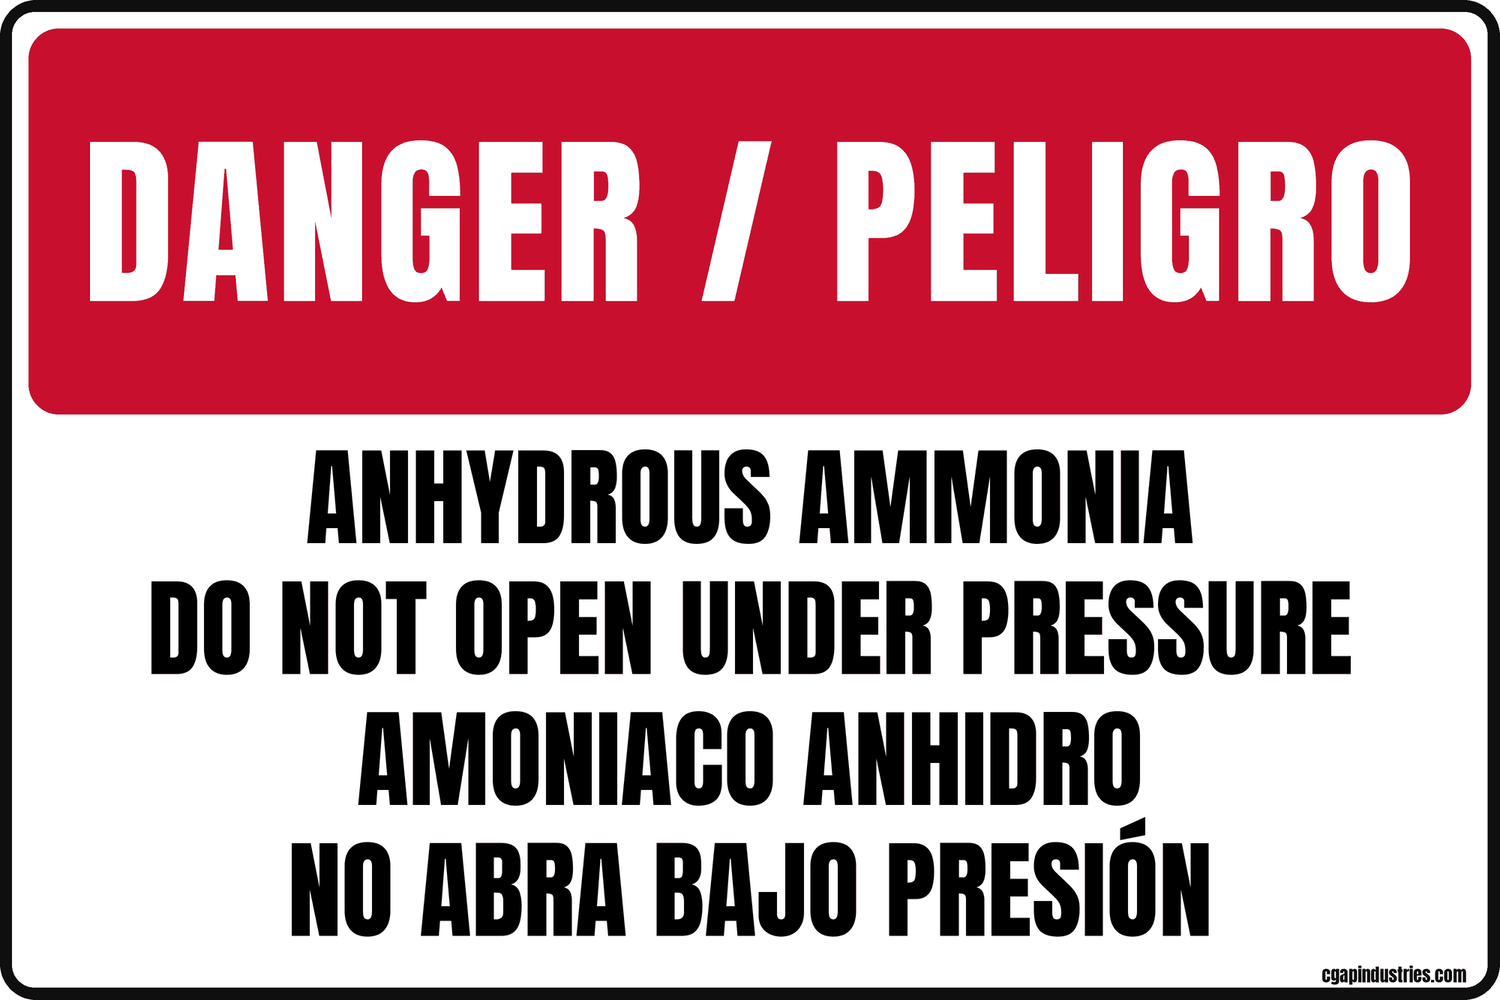 DANGER / PELIGRO
ANHYDROUS AMMONIA
DO NOT OPEN UNDER PRESSURE
AMONIACO ANHIDRO
NO ABRA BAJO PRESIÓN
cgapindustries.com